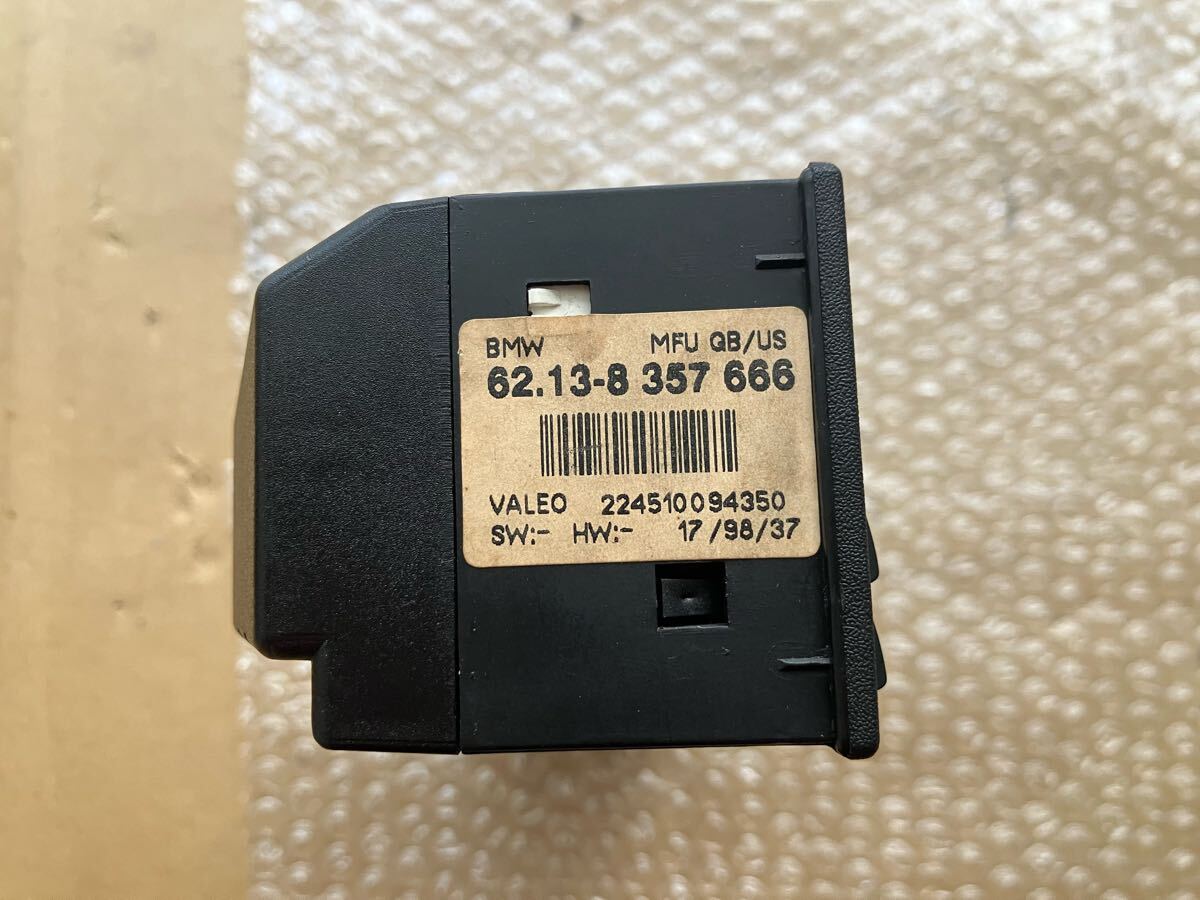 BMW MFU GB/US
62.13-8 357 666
VALEO 224510094350
SW:- HW:- 17/98/37